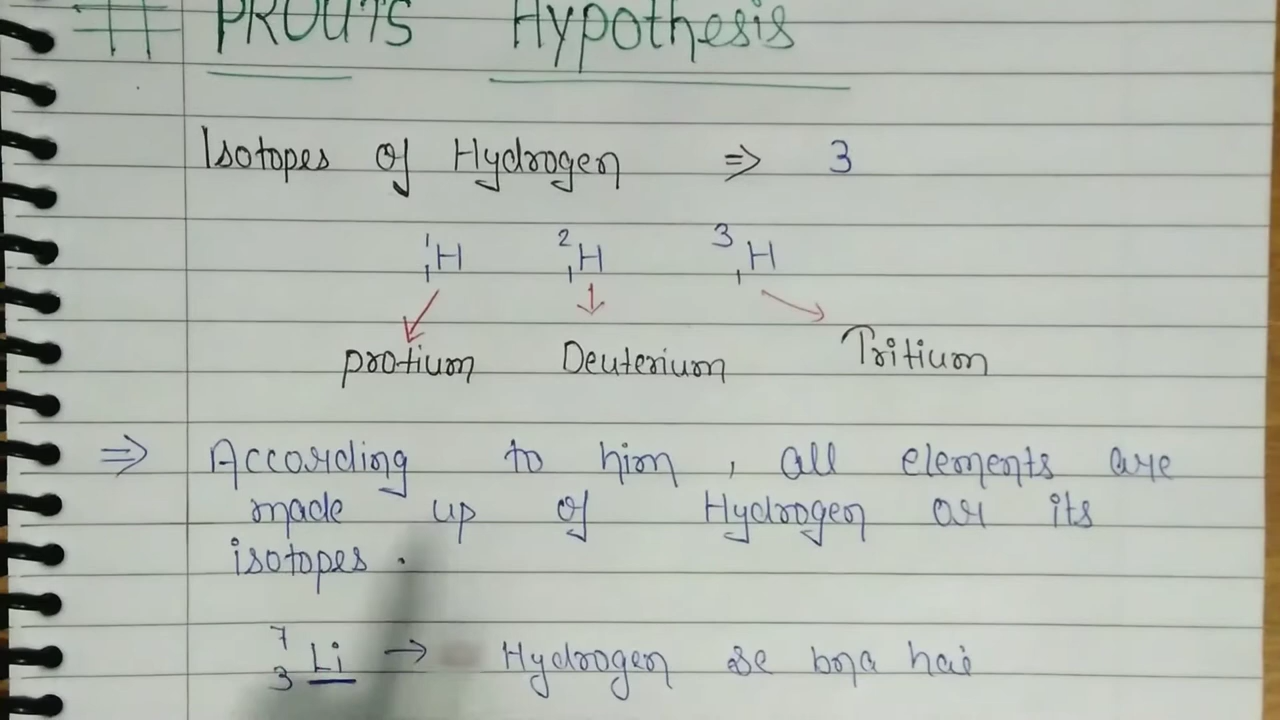 # PROUTS Hypothesis
Isotopes of Hydrogen ⇒ 3
¹₁H ²₁H ³₁H
protium Deuterium Tritium
⇒ According to him , all elements are
made up of Hydrogen or its
isotopes .
⁷₃Li → Hydrogen se bna hai